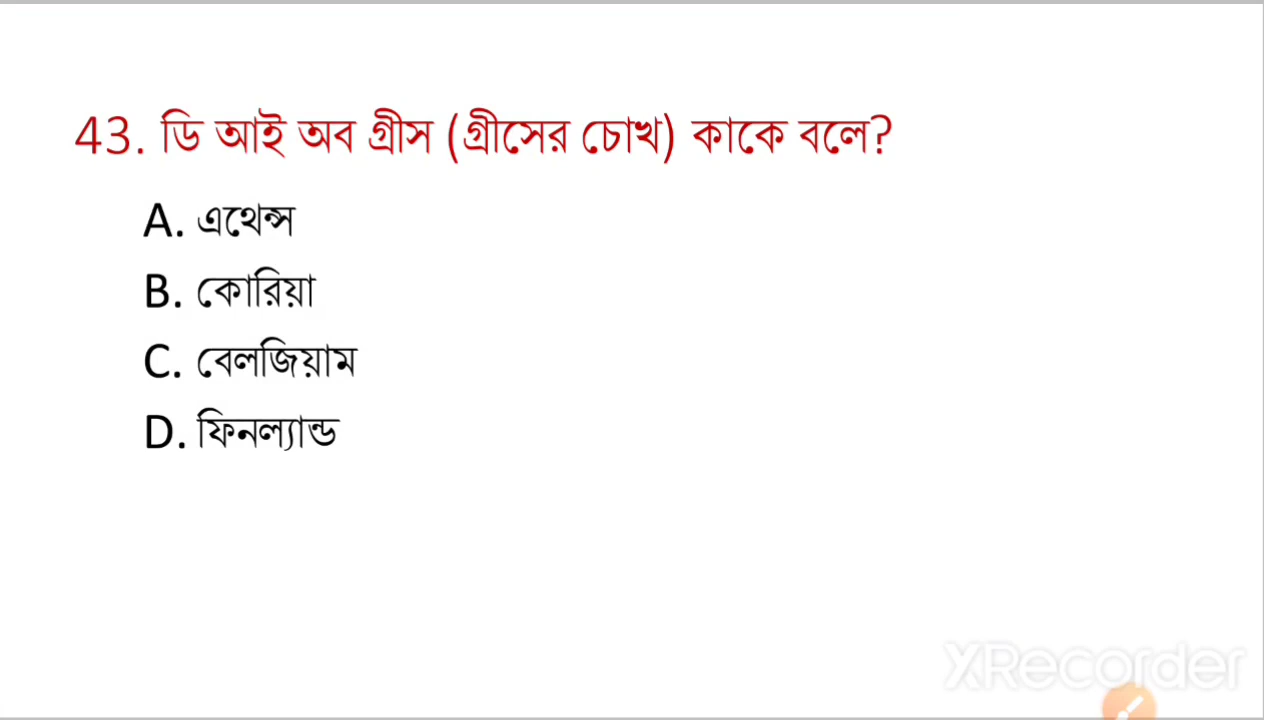 43. ডি আই অব গ্রীস (গ্রীসের চোখ) কাকে বলে?
A. এথেন্স
B. কোরিয়া
C. বেলজিয়াম
D. ফিনল্যান্ড
XRecorder